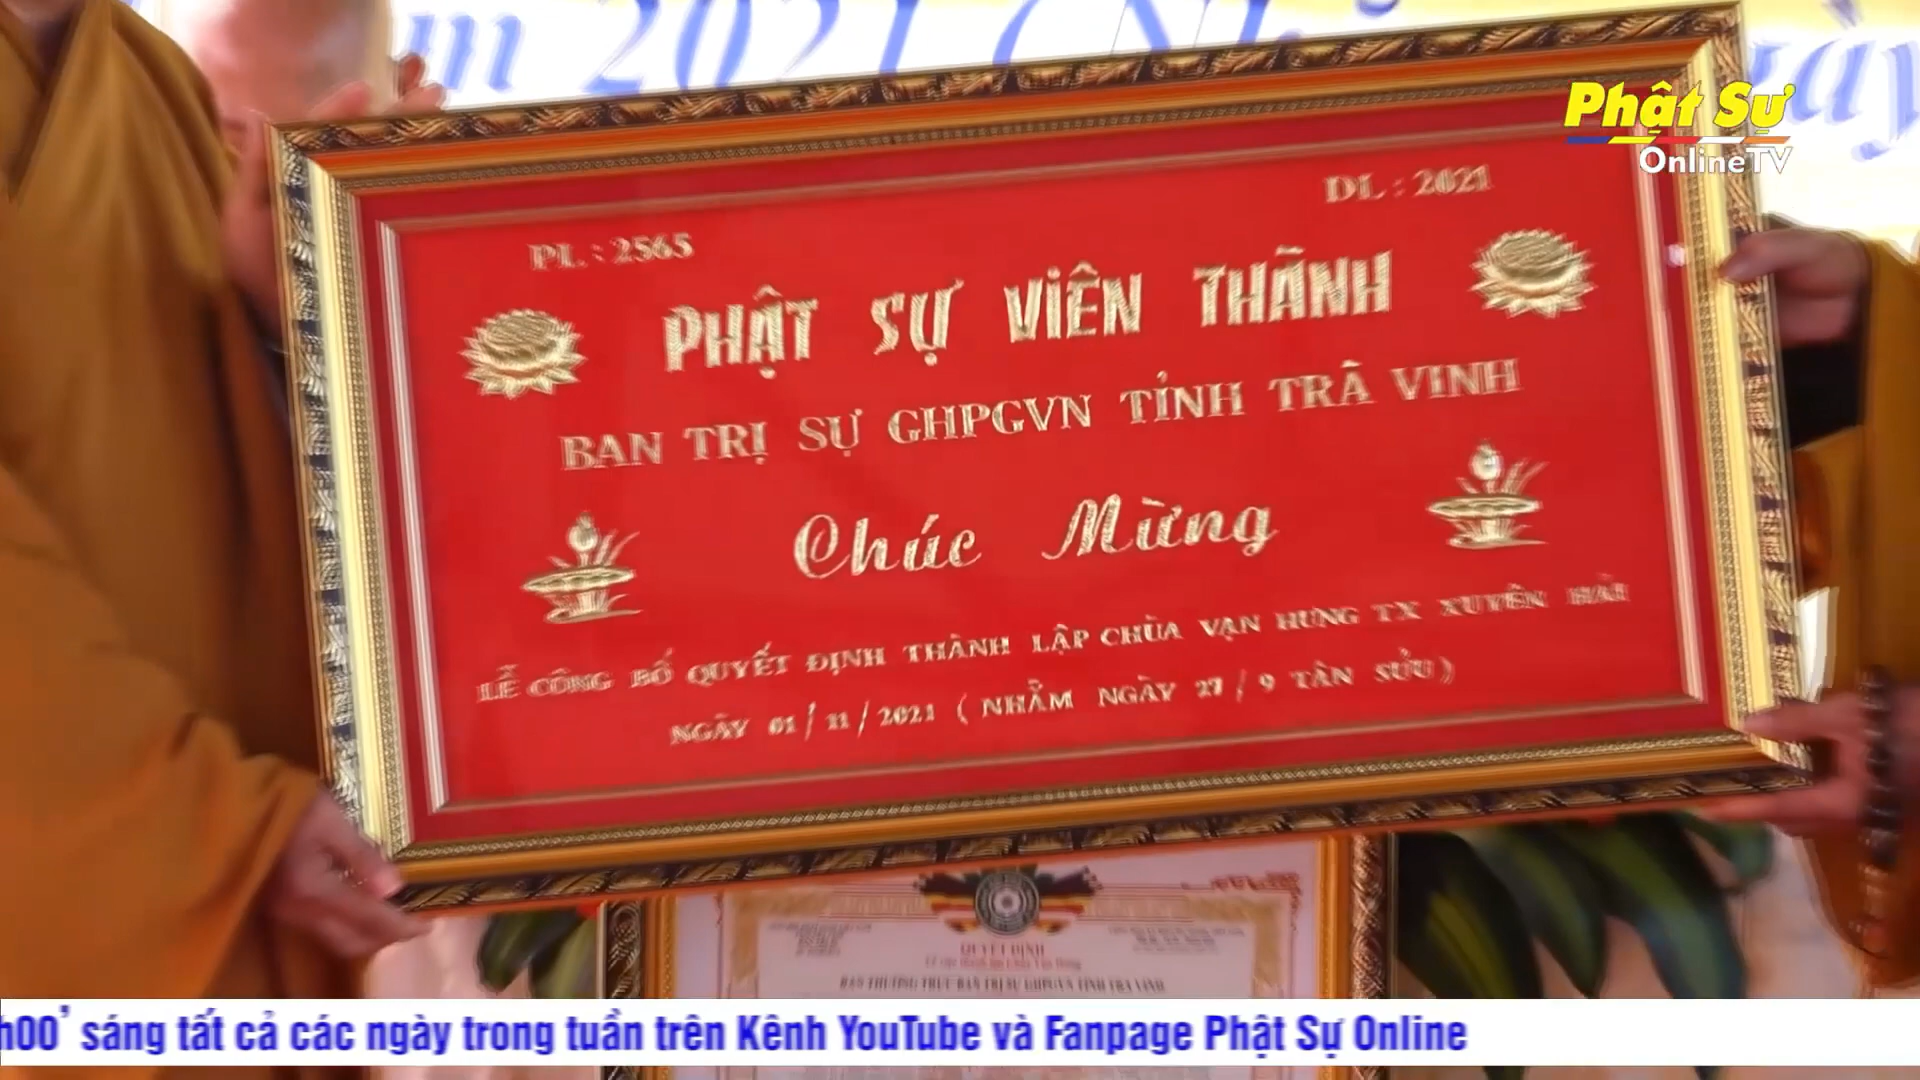 m 2021
Phật Sự
OnlineTV
PL : 2565
DL : 2021
PHẬT SỰ VIÊN THÀNH
BAN TRỊ SỰ GHPGVN TỈNH TRÀ VINH
Chúc Mừng
LỄ CÔNG BỐ QUYẾT ĐỊNH THÀNH LẬP CHÙA VẠN HƯNG TX XUYÊN HẢI
NGÀY 01/11/2021 (NHẰM NGÀY 27/9 TÂN SỬU)
QUYẾT ĐỊNH
BAN THƯỜNG TRỰC BAN TRỊ SỰ GHPGVN TỈNH TRÀ VINH
h00' sáng tất cả các ngày trong tuần trên Kênh YouTube và Fanpage Phật Sự Online